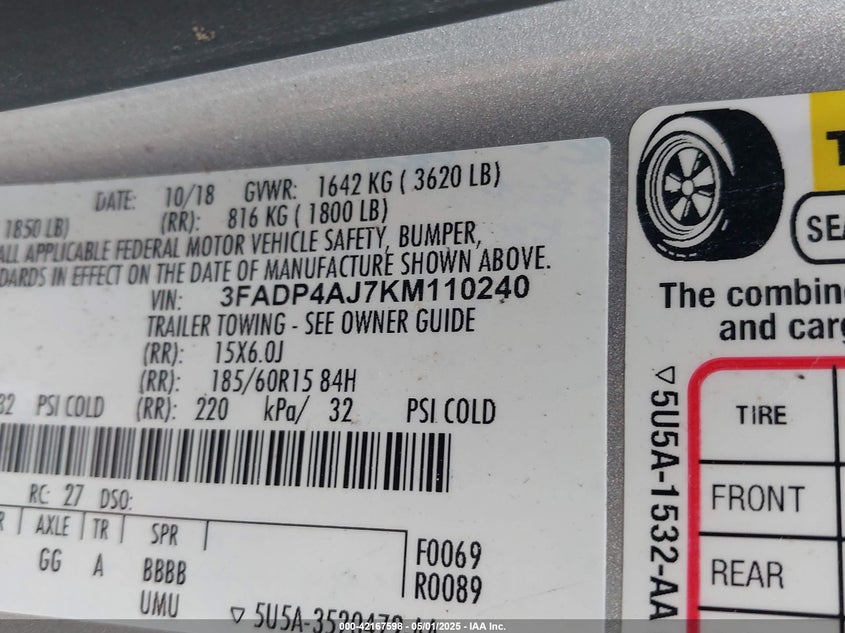 DATE: 10/18 GVWR: 1642 KG ( 3620 LB)
1850 LB) (RR): 816 KG ( 1800 LB)
ALL APPLICABLE FEDERAL MOTOR VEHICLE SAFETY, BUMPER,
DARDS IN EFFECT ON THE DATE OF MANUFACTURE SHOWN ABOVE.
VIN: 3FADP4AJ7KM110240
TRAILER TOWING - SEE OWNER GUIDE
(RR): 15X6.0J
(RR): 185/60R15 84H
32 PSI COLD (RR): 220 kPa/ 32 PSI COLD
RC: 27 DSO:
R AXLE TR SPR
GG A BBBB
UMU
F0069
R0089
5U5A-3520472
T
SEA
The combin
and carg
5U5A-1532-AA
TIRE
FRONT
REAR
000-42167598 - 05/01/2025 - IAA Inc.